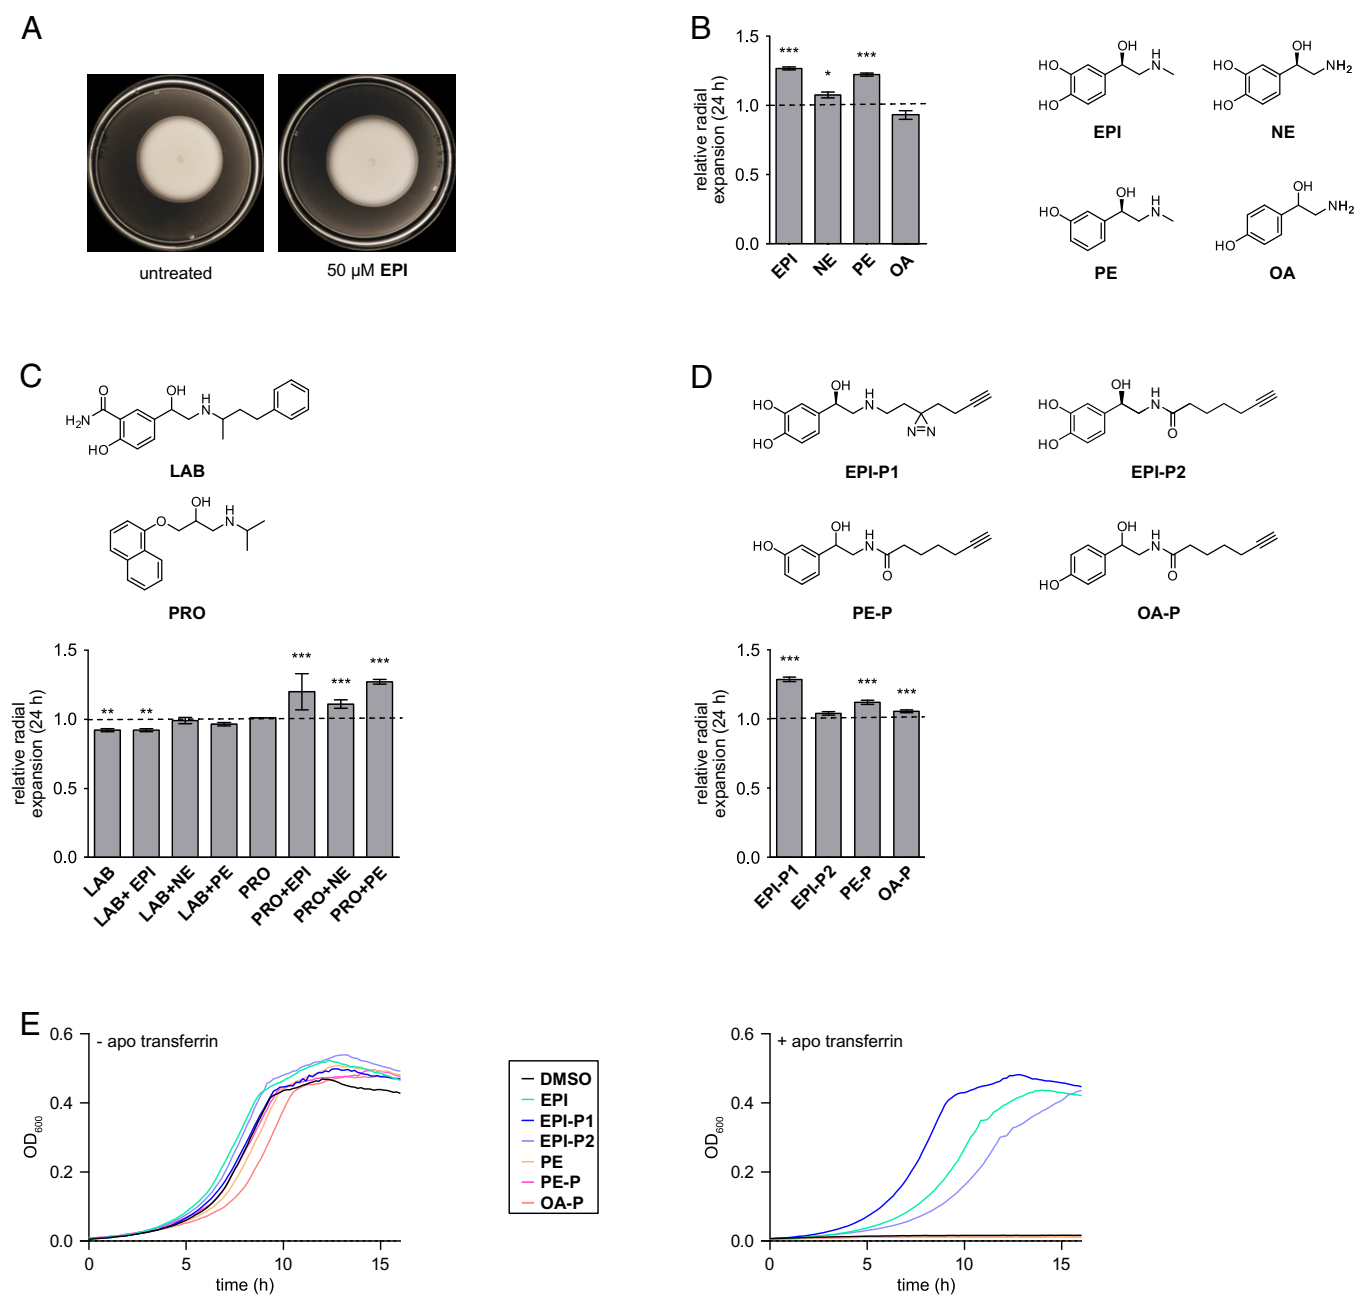 A
untreated
50 µM EPI
B
relative radial
expansion (24 h)
1.5
1.0
0.5
0.0
***
*
***
EPI
NE
PE
OA
OH
H
N
HO
HO
EPI
OH
NH2
HO
HO
NE
OH
H
N
HO
PE
OH
NH2
HO
OA
C
O
OH
H2N
H
N
HO
LAB
OH
H
N
O
PRO
relative radial
expansion (24 h)
1.5
1.0
0.5
0.0
**
**
***
***
***
LAB
LAB+ EPI
LAB+NE
LAB+PE
PRO
PRO+EPI
PRO+NE
PRO+PE
D
OH
H
N
HO
HO
N=N
EPI-P1
OH
H
N
HO
HO
O
EPI-P2
OH
H
N
HO
O
PE-P
OH
H
N
HO
O
OA-P
relative radial
expansion (24 h)
1.5
1.0
0.5
0.0
***
***
***
EPI-P1
EPI-P2
PE-P
OA-P
E
- apo transferrin
OD600
0.6
0.4
0.2
0.0
0
5
10
15
time (h)
DMSO
EPI
EPI-P1
EPI-P2
PE
PE-P
OA-P
+ apo transferrin
OD600
0.6
0.4
0.2
0.0
0
5
10
15
time (h)